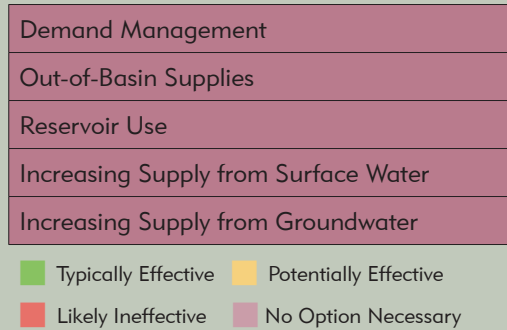 Demand Management
Out-of-Basin Supplies
Reservoir Use
Increasing Supply from Surface Water
Increasing Supply from Groundwater
Typically Effective Potentially Effective
Likely Ineffective No Option Necessary